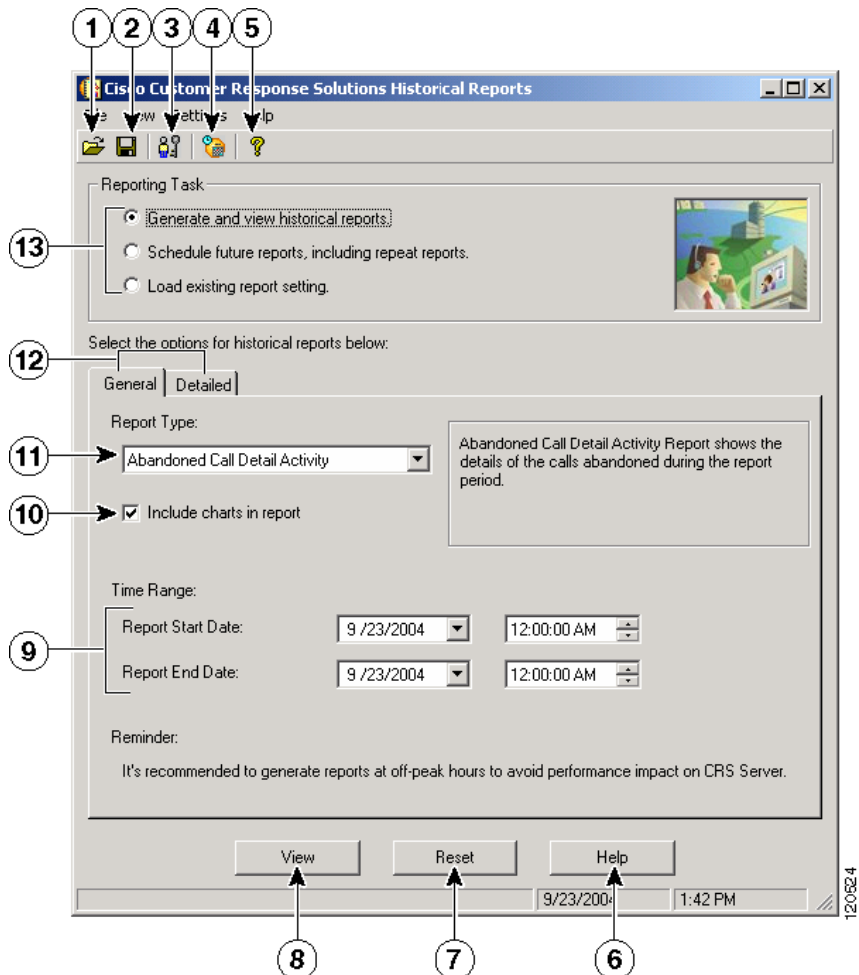 1 2 3 4 5
Cisco Customer Response Solutions Historical Reports
Reporting Task
13
Generate and view historical reports.
Schedule future reports, including repeat reports.
Load existing report setting.
Select the options for historical reports below:
12
General Detailed
Report Type:
11
Abandoned Call Detail Activity
Abandoned Call Detail Activity Report shows the
details of the calls abandoned during the report
period.
10
Include charts in report
Time Range:
9
Report Start Date: 9 /23/2004 12:00:00 AM
Report End Date: 9 /23/2004 12:00:00 AM
Reminder:
It's recommended to generate reports at off-peak hours to avoid performance impact on CRS Server.
View Reset Help
9/23/2004 1:42 PM
120524
8 7 6